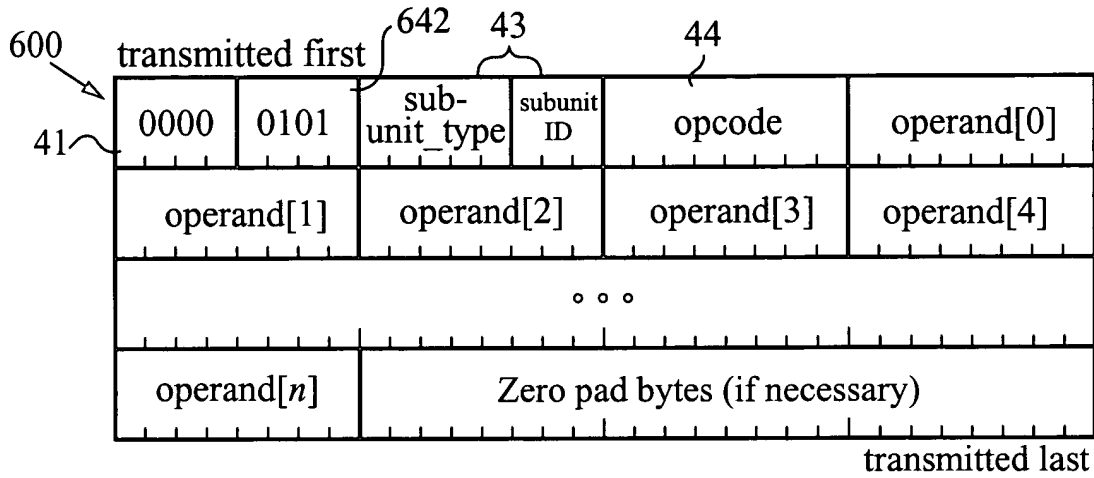 600
transmitted first
642
43
44
41
0000 0101 sub-unit_type subunit ID opcode operand[0]
operand[1] operand[2] operand[3] operand[4]
operand[n] Zero pad bytes (if necessary)
transmitted last